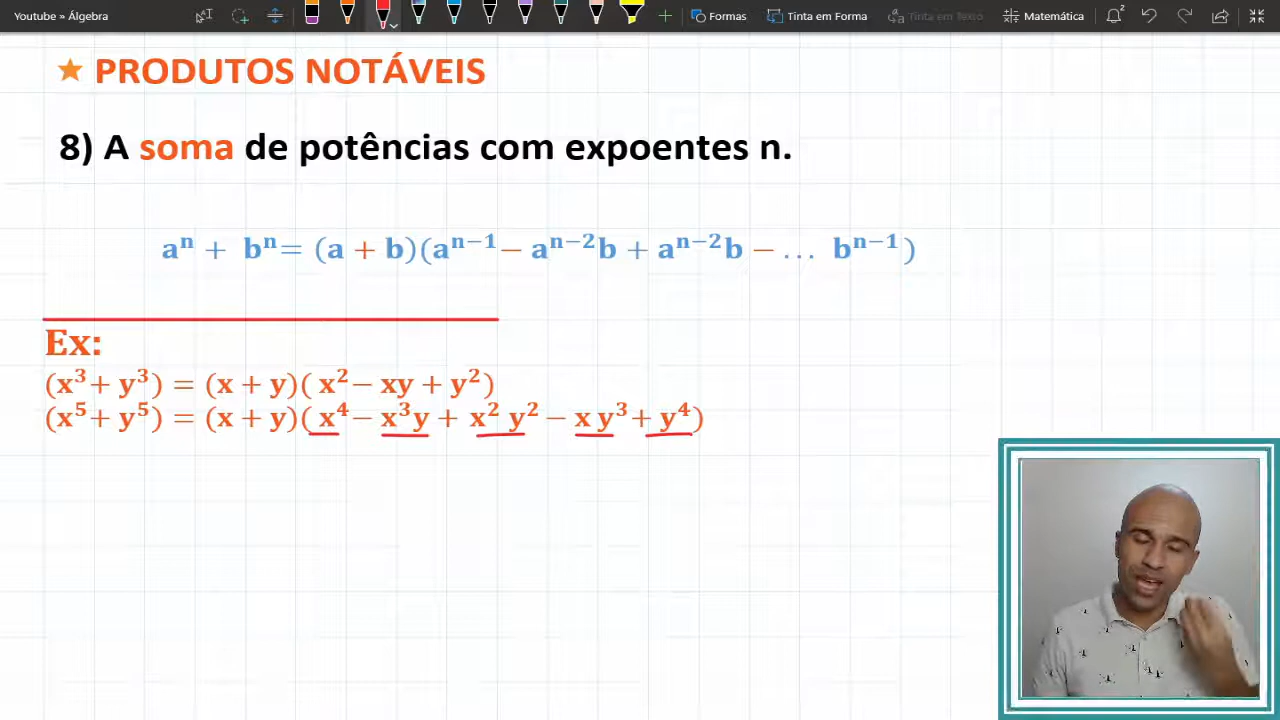 Youtube » Álgebra
Formas
Tinta em Forma
Tinta em Texto
Matemática
PRODUTOS NOTÁVEIS
8) A soma de potências com expoentes n.
aⁿ + bⁿ= (a + b)(aⁿ⁻¹ − aⁿ⁻²b + aⁿ⁻²b − … bⁿ⁻¹)
Ex:
(x³+ y³) = (x + y)( x²− xy + y²)
(x⁵+ y⁵) = (x + y)( x⁴− x³y + x² y² − x y³+ y⁴)